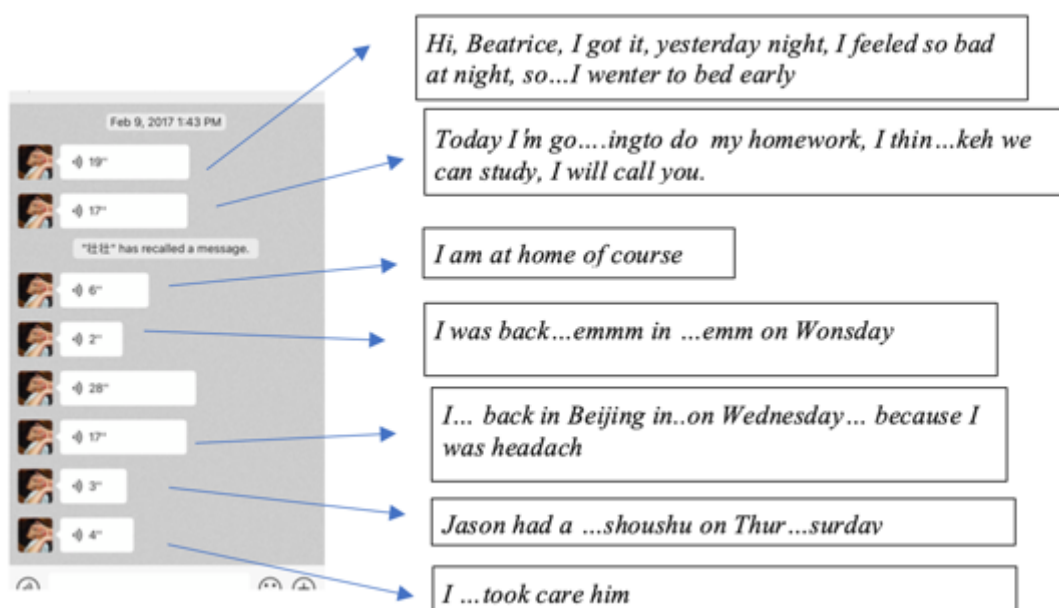 Hi, Beatrice, I got it, yesterday night, I feeled so bad
at night, so…I wenter to bed early
Feb 9, 2017 1:43 PM
19"
Today I'm go….ingto do my homework, I thin…keh we
can study, I will call you.
17"
"壮壮" has recalled a message.
I am at home of course
6"
I was back…emmm in …emm on Wonsday
2"
28"
I… back in Beijing in..on Wednesday… because I
was headach
17"
3"
Jason had a …shoushu on Thur…surday
4"
I …took care him